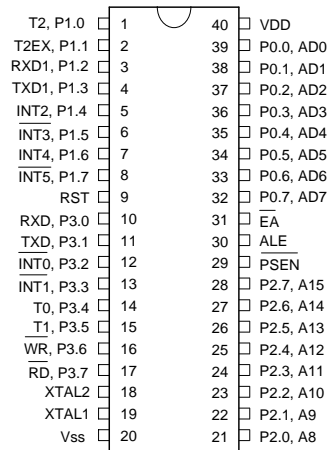 T2, P1.0 1 40 VDD
T2EX, P1.1 2 39 P0.0, AD0
RXD1, P1.2 3 38 P0.1, AD1
TXD1, P1.3 4 37 P0.2, AD2
INT2, P1.4 5 36 P0.3, AD3
INT3, P1.5 6 35 P0.4, AD4
INT4, P1.6 7 34 P0.5, AD5
INT5, P1.7 8 33 P0.6, AD6
RST 9 32 P0.7, AD7
RXD, P3.0 10 31 EA
TXD, P3.1 11 30 ALE
INT0, P3.2 12 29 PSEN
INT1, P3.3 13 28 P2.7, A15
T0, P3.4 14 27 P2.6, A14
T1, P3.5 15 26 P2.5, A13
WR, P3.6 16 25 P2.4, A12
RD, P3.7 17 24 P2.3, A11
XTAL2 18 23 P2.2, A10
XTAL1 19 22 P2.1, A9
Vss 20 21 P2.0, A8